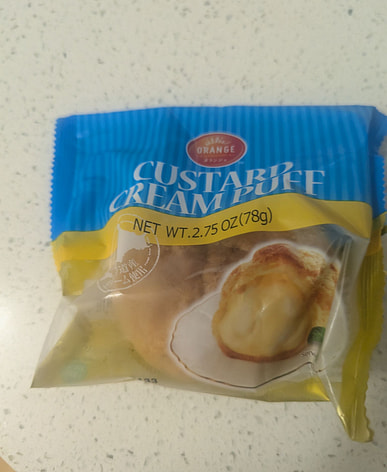 ORANGE
CUSTARD
CREAM PUFF
NET WT.2.75 OZ(78g)